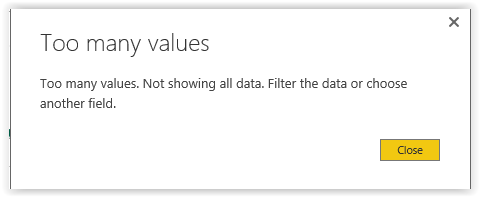 Too many values
Too many values. Not showing all data. Filter the data or choose
another field.
Close